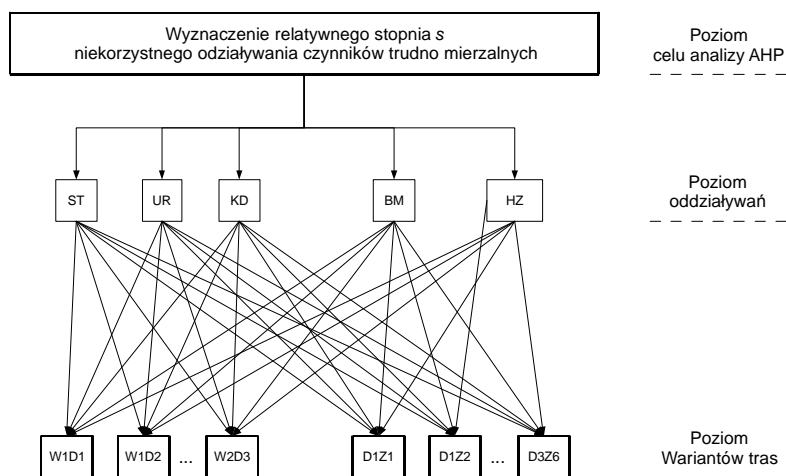 Wyznaczenie relatywnego stopnia s
niekorzystnego odziaływania czynników trudno mierzalnych
Poziom
celu analizy AHP
ST UR KD BM HZ
Poziom
oddziaływań
W1D1 W1D2 ... W2D3 D1Z1 D1Z2 ... D3Z6
Poziom
Wariantów tras